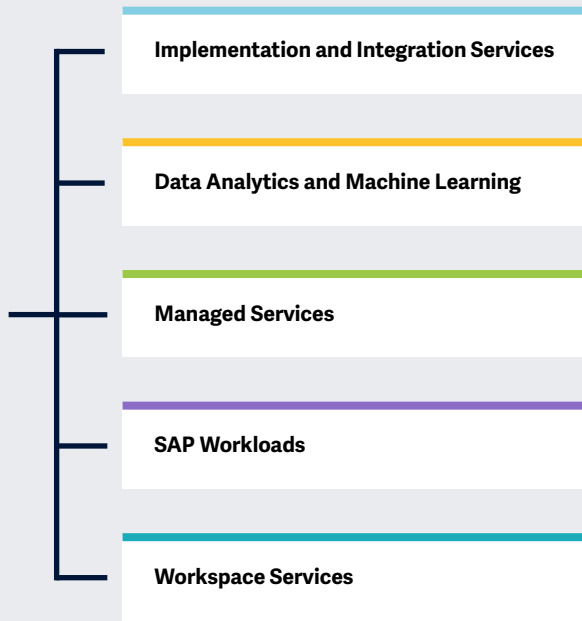 Implementation and Integration Services
Data Analytics and Machine Learning
Managed Services
SAP Workloads
Workspace Services